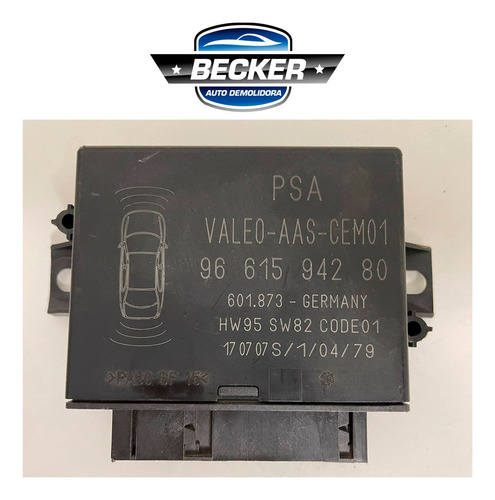 BECKER
AUTO DEMOLIDORA
PSA
VALEO-AAS-CEM01
96 615 942 80
601.873 - GERMANY
HW95 SW82 CODE01
170707S/1/04/79